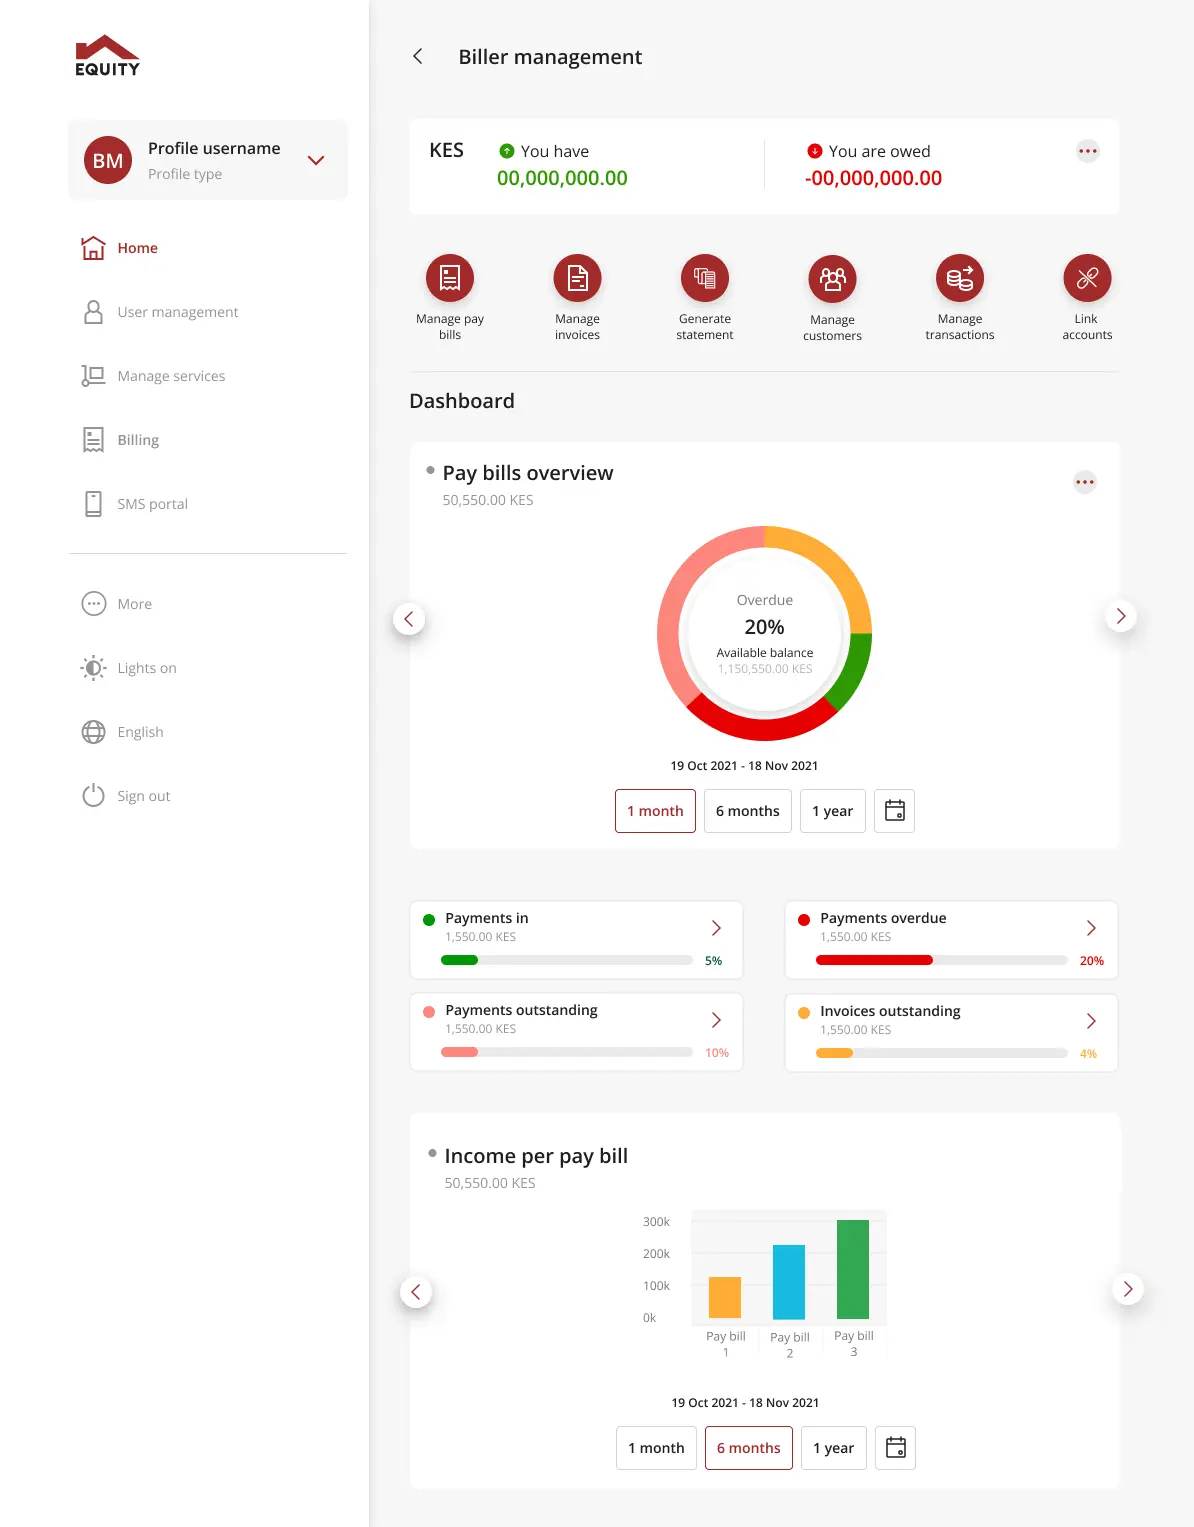 EQUITY
BM
Profile username
Profile type
Home
User management
Manage services
Billing
SMS portal
More
Lights on
English
Sign out
Biller management
KES
You have
00,000,000.00
You are owed
-00,000,000.00
Manage pay
bills
Manage
invoices
Generate
statement
Manage
customers
Manage
transactions
Link
accounts
Dashboard
Pay bills overview
50,550.00 KES
Overdue
20%
Available balance
1,150,550.00 KES
19 Oct 2021 - 18 Nov 2021
1 month
6 months
1 year
Payments in
1,550.00 KES
5%
Payments overdue
1,550.00 KES
20%
Payments outstanding
1,550.00 KES
10%
Invoices outstanding
1,550.00 KES
4%
Income per pay bill
50,550.00 KES
300k
200k
100k
0k
Pay bill
1
Pay bill
2
Pay bill
3
19 Oct 2021 - 18 Nov 2021
1 month
6 months
1 year